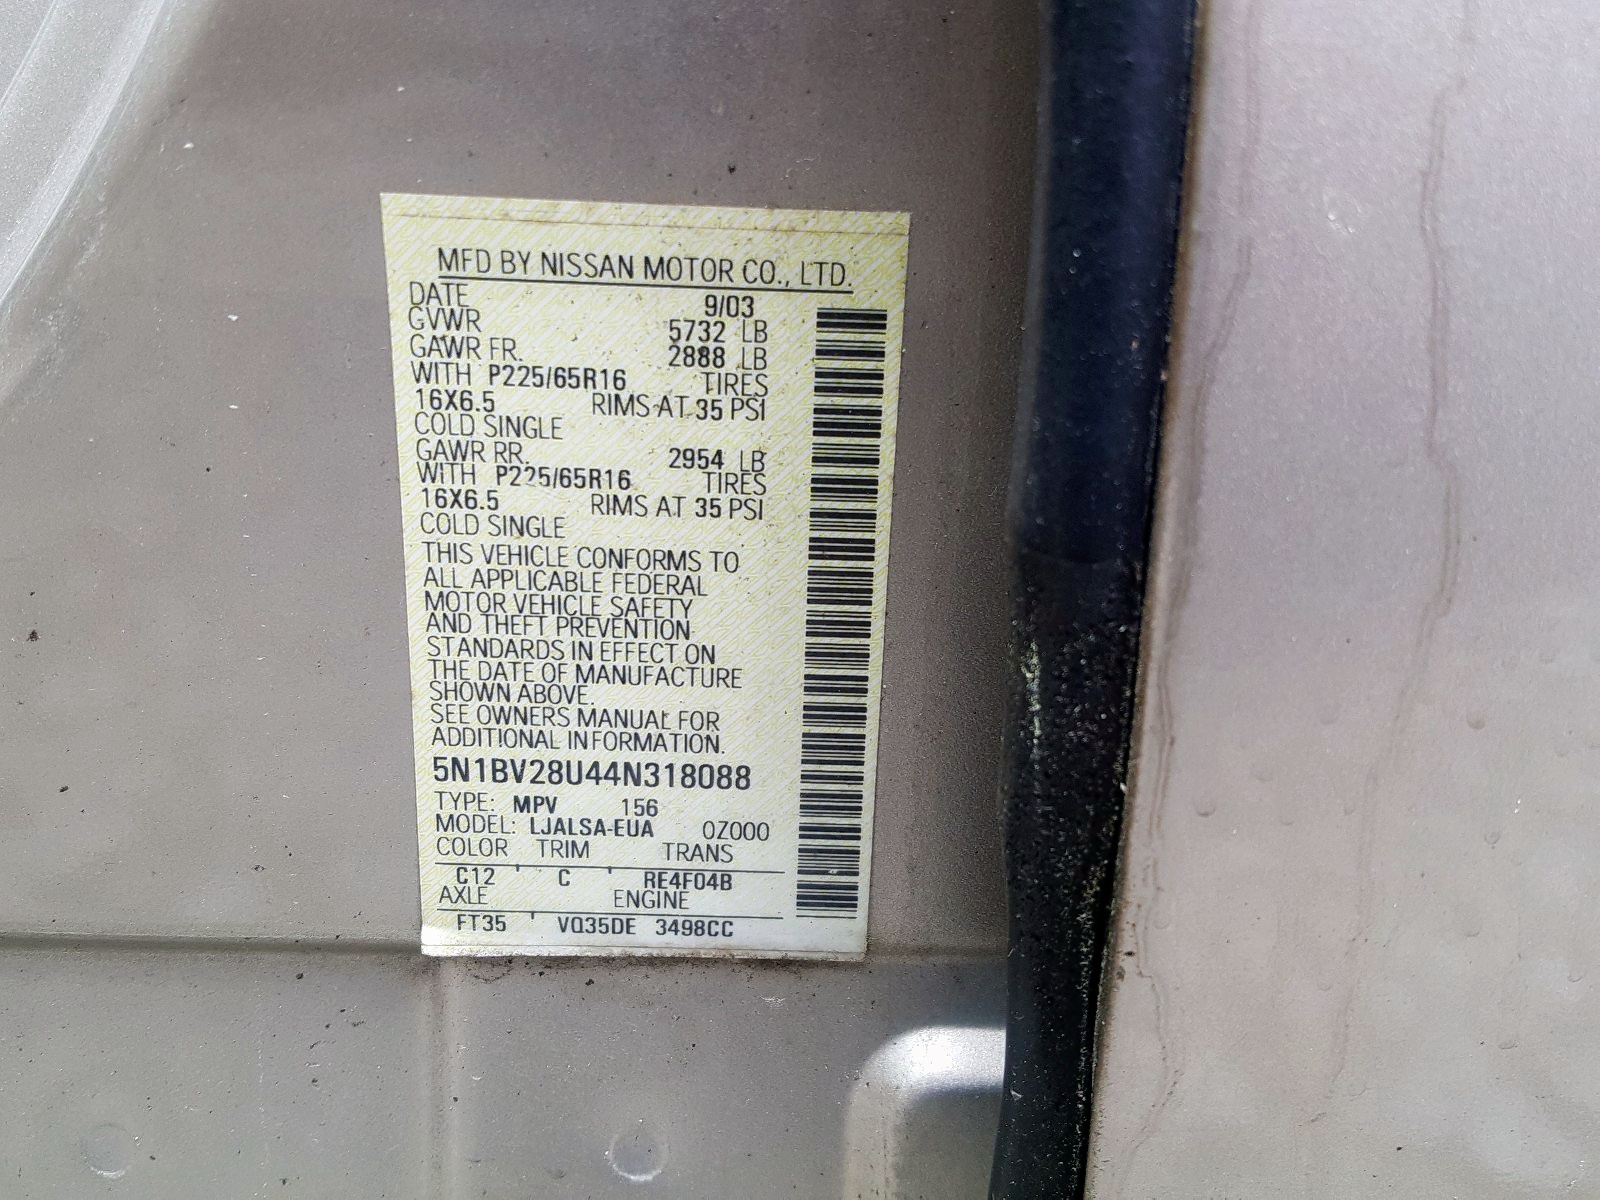 MFD BY NISSAN MOTOR CO., LTD.
DATE 9/03
GVWR 5732 LB
GAWR FR. 2888 LB
WITH P225/65R16 TIRES
16X6.5 RIMS AT 35 PSI
COLD SINGLE
GAWR RR. 2954 LB
WITH P225/65R16 TIRES
16X6.5 RIMS AT 35 PSI
COLD SINGLE
THIS VEHICLE CONFORMS TO
ALL APPLICABLE FEDERAL
MOTOR VEHICLE SAFETY
AND THEFT PREVENTION
STANDARDS IN EFFECT ON
THE DATE OF MANUFACTURE
SHOWN ABOVE.
SEE OWNERS MANUAL FOR
ADDITIONAL INFORMATION.
5N1BV28U44N318088
TYPE: MPV 156
MODEL: LJALSA-EUA 0Z000
COLOR TRIM TRANS
C12 C RE4F04B
AXLE ENGINE
FT35 VQ35DE 3498CC